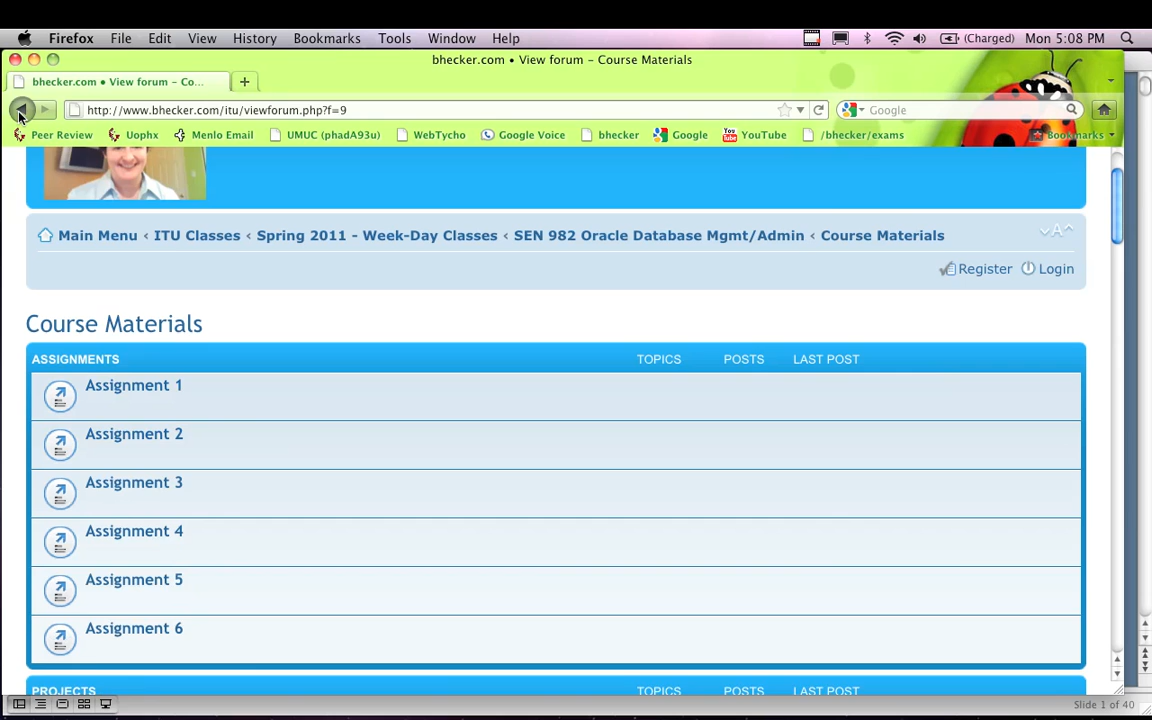 Firefox File Edit View History Bookmarks Tools Window Help (Charged) Mon 5:08 PM
bhecker.com • View forum – Course Materials
bhecker.com • View forum – Co...
http://www.bhecker.com/itu/viewforum.php?f=9 Google
Peer Review Uophx Menlo Email UMUC (phadA93u) WebTycho Google Voice bhecker Google YouTube /bhecker/exams Bookmarks
Main Menu ‹ ITU Classes ‹ Spring 2011 - Week-Day Classes ‹ SEN 982 Oracle Database Mgmt/Admin ‹ Course Materials
Register Login
Course Materials
ASSIGNMENTS TOPICS POSTS LAST POST
Assignment 1
Assignment 2
Assignment 3
Assignment 4
Assignment 5
Assignment 6
PROJECTS TOPICS POSTS LAST POST
Slide 1 of 40